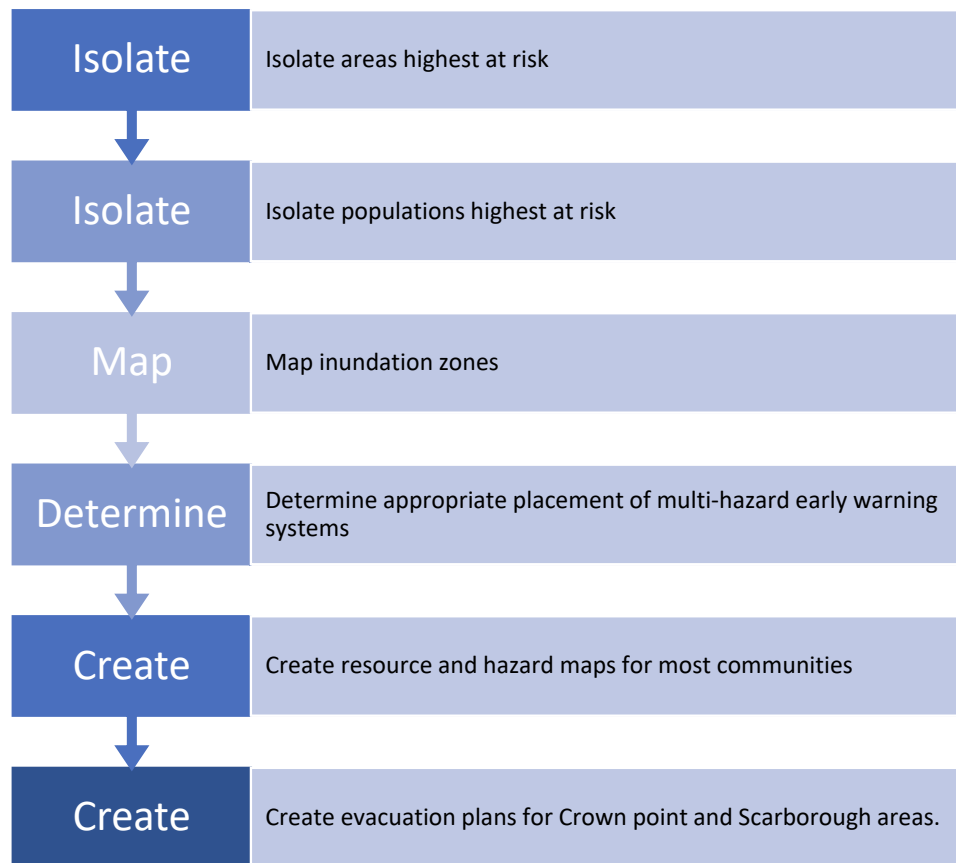 Isolate
Isolate areas highest at risk
Isolate
Isolate populations highest at risk
Map
Map inundation zones
Determine
Determine appropriate placement of multi-hazard early warning
systems
Create
Create resource and hazard maps for most communities
Create
Create evacuation plans for Crown point and Scarborough areas.